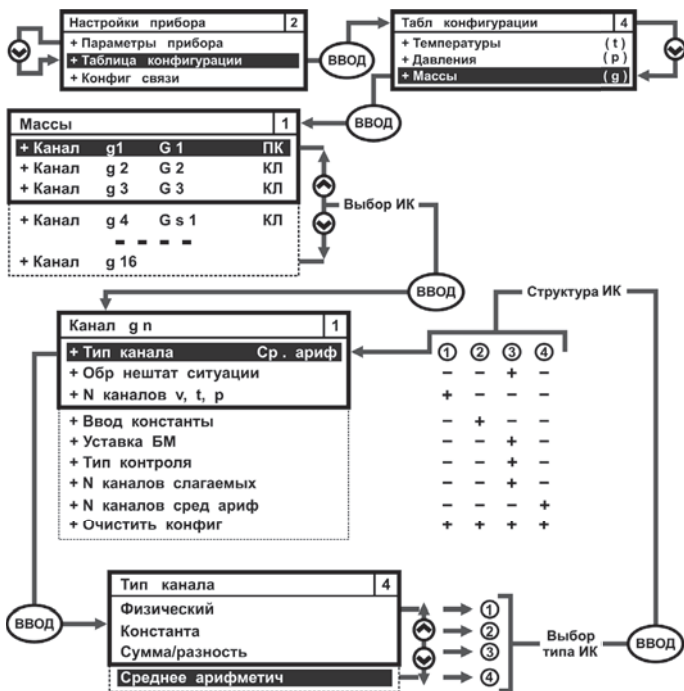 Настройки прибора 2
+ Параметры прибора
+ Таблица конфигурации
+ Конфиг связи
ВВОД
Табл конфигурации 4
+ Температуры (t)
+ Давления (p)
+ Массы (g)
ВВОД
Массы 1
+ Канал g1 G 1 ПК
+ Канал g 2 G 2 КЛ
+ Канал g 3 G 3 КЛ
+ Канал g 4 G s 1 КЛ
- - - -
+ Канал g 16
Выбор ИК
ВВОД
Структура ИК
Канал g n 1
+ Тип канала Ср. ариф ① ② ③ ④
+ Обр нештат ситуации – – + –
+ N каналов v, t, p + – – –
+ Ввод константы – + – –
+ Уставка БМ – – + –
+ Тип контроля – – + –
+ N каналов слагаемых – – + –
+ N каналов сред ариф – – – +
+ Очистить конфиг + + + +
ВВОД
Тип канала 4
Физический ①
Константа ②
Сумма/разность ③
Среднее арифметич ④
Выбор
типа ИК
ВВОД